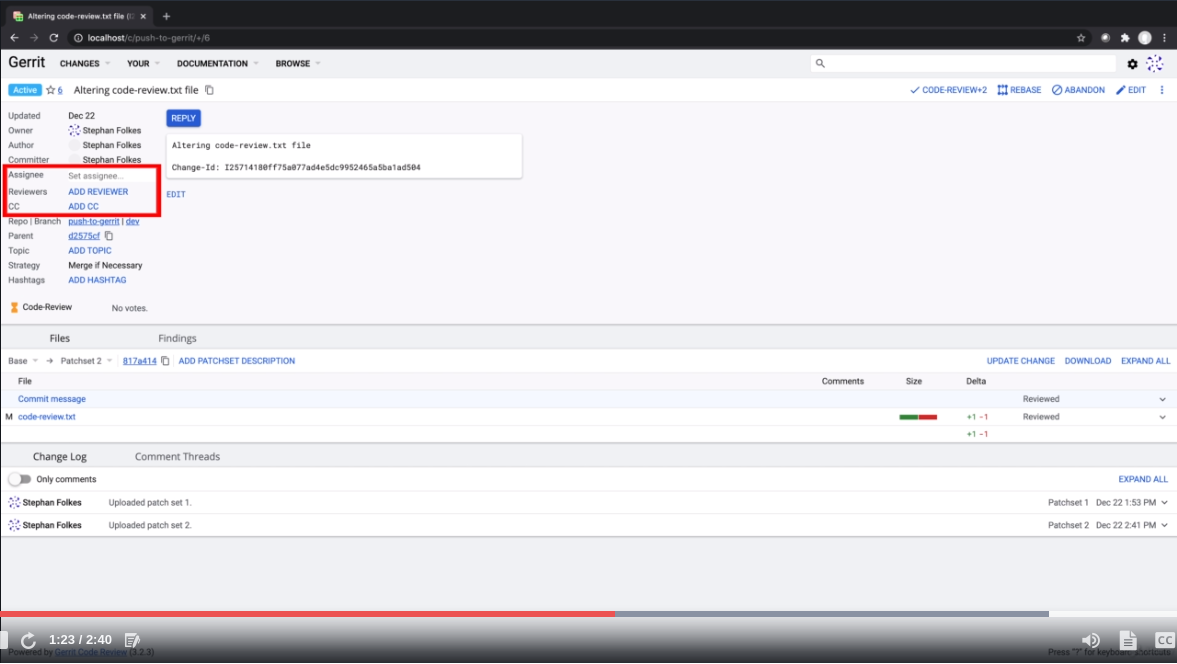 Altering code-review.txt file (
localhost/c/push-to-gerrit/+/6
Gerrit CHANGES YOUR DOCUMENTATION BROWSE
Active 6 Altering code-review.txt file CODE-REVIEW+2 REBASE ABANDON EDIT
Updated Dec 22 REPLY
Owner Stephan Folkes
Author Stephan Folkes Altering code-review.txt file
Committer Stephan Folkes
Change-Id: I25714180ff75a077ad4e5dc9952465a5ba1ad504
Assignee Set assignee...
Reviewers ADD REVIEWER EDIT
CC ADD CC
Repo | Branch push-to-gerrit | dev
Parent d2575cf
Topic ADD TOPIC
Strategy Merge if Necessary
Hashtags ADD HASHTAG
Code-Review No votes.
Files Findings
Base → Patchset 2 817a414 ADD PATCHSET DESCRIPTION UPDATE CHANGE DOWNLOAD EXPAND ALL
File Comments Size Delta
Commit message Reviewed
M code-review.txt +1 -1 Reviewed
+1 -1
Change Log Comment Threads
Only comments EXPAND ALL
Stephan Folkes Uploaded patch set 1. Patchset 1 Dec 22 1:53 PM
Stephan Folkes Uploaded patch set 2. Patchset 2 Dec 22 2:41 PM
1:23 / 2:40 CC
Powered by Gerrit Code Review (3.2.3) Press "?" for keyboard shortcuts